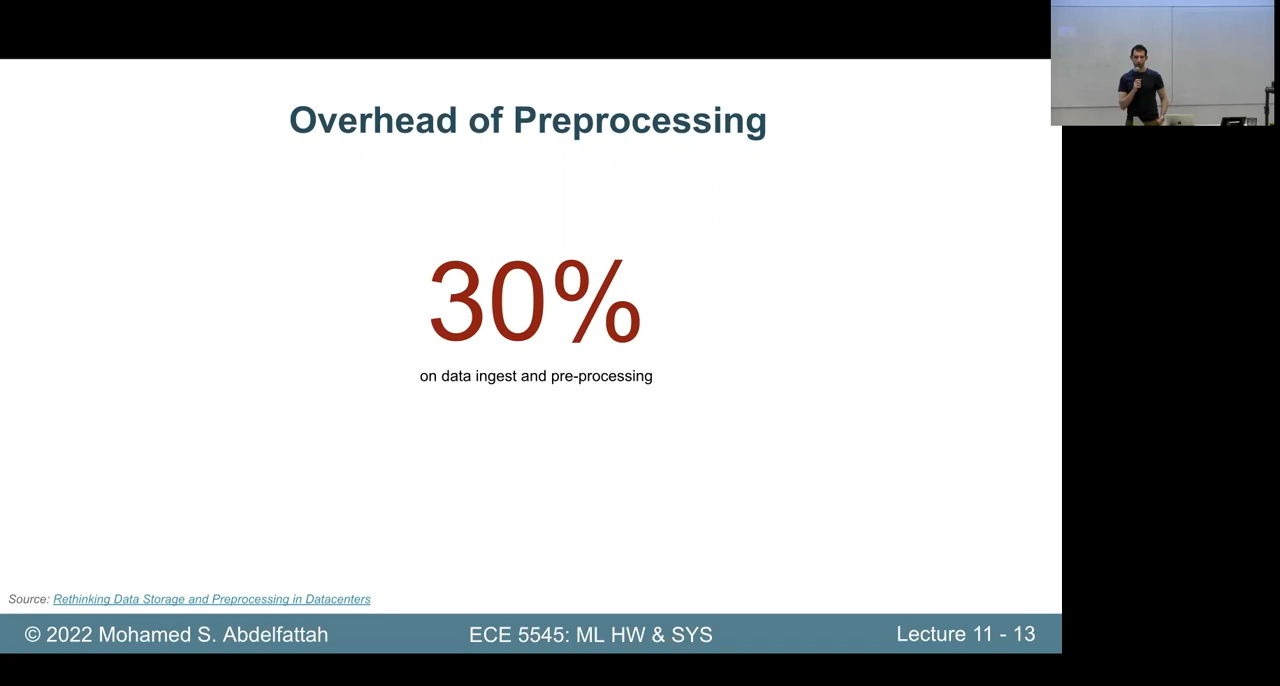 Overhead of Preprocessing
30%
on data ingest and pre-processing
Source: Rethinking Data Storage and Preprocessing in Datacenters
© 2022 Mohamed S. Abdelfattah
ECE 5545: ML HW & SYS
Lecture 11 - 13